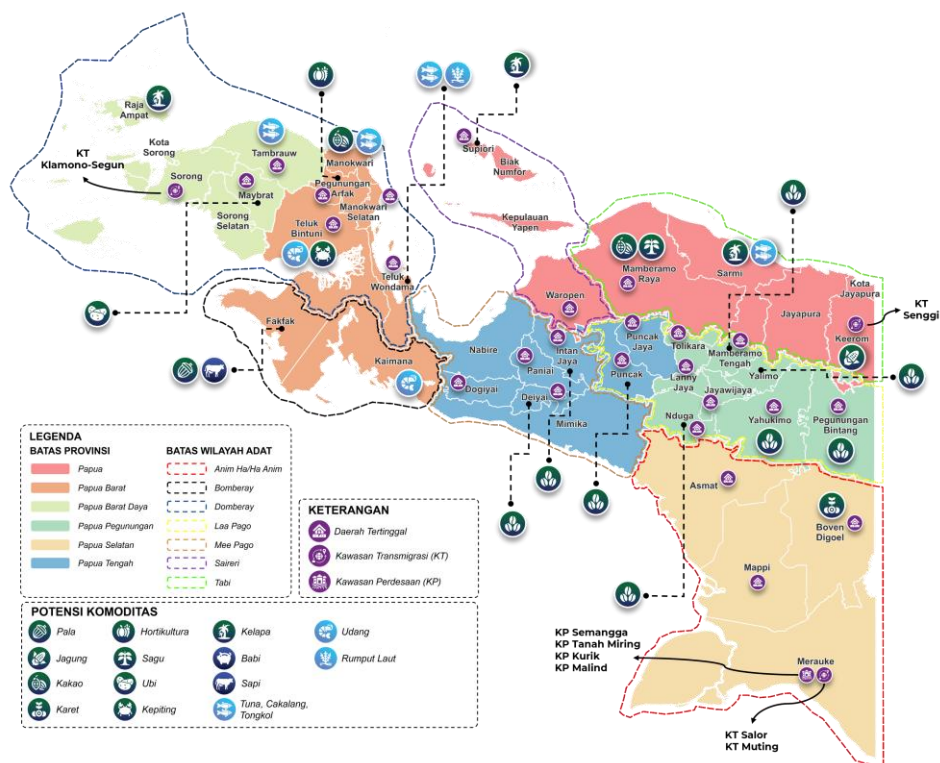 Raja
Ampat
Kota
Sorong
KT
Klamono-Segun
Sorong
Tambrauw
Maybrat
Sorong
Selatan
Manokwari
Pegunungan
Arfak
Manokwari
Selatan
Teluk
Bintuni
Teluk
Wondama
Fakfak
Kaimana
Supiori
Biak
Numfor
Kepulauan
Yapen
Waropen
Mamberamo
Raya
Sarmi
Jayapura
Kota
Jayapura
KT
Senggi
Keerom
Nabire
Dogiyai
Paniai
Deiyai
Intan
Jaya
Mimika
Puncak
Jaya
Puncak
Tolikara
Lanny
Jaya
Mamberamo
Tengah
Yalimo
Jayawijaya
Nduga
Yahukimo
Pegunungan
Bintang
Asmat
Boven
Digoel
Mappi
Merauke
KP Semangga
KP Tanah Miring
KP Kurik
KP Malind
KT Salor
KT Muting
LEGENDA
BATAS PROVINSI
Papua
Papua Barat
Papua Barat Daya
Papua Pegunungan
Papua Selatan
Papua Tengah
BATAS WILAYAH ADAT
Anim Ha/Ha Anim
Bomberay
Domberay
Laa Pago
Mee Pago
Saireri
Tabi
KETERANGAN
Daerah Tertinggal
Kawasan Transmigrasi (KT)
Kawasan Perdesaan (KP)
POTENSI KOMODITAS
Pala
Jagung
Kakao
Karet
Hortikultura
Sagu
Ubi
Kepiting
Kelapa
Babi
Sapi
Tuna, Cakalang,
Tongkol
Udang
Rumput Laut